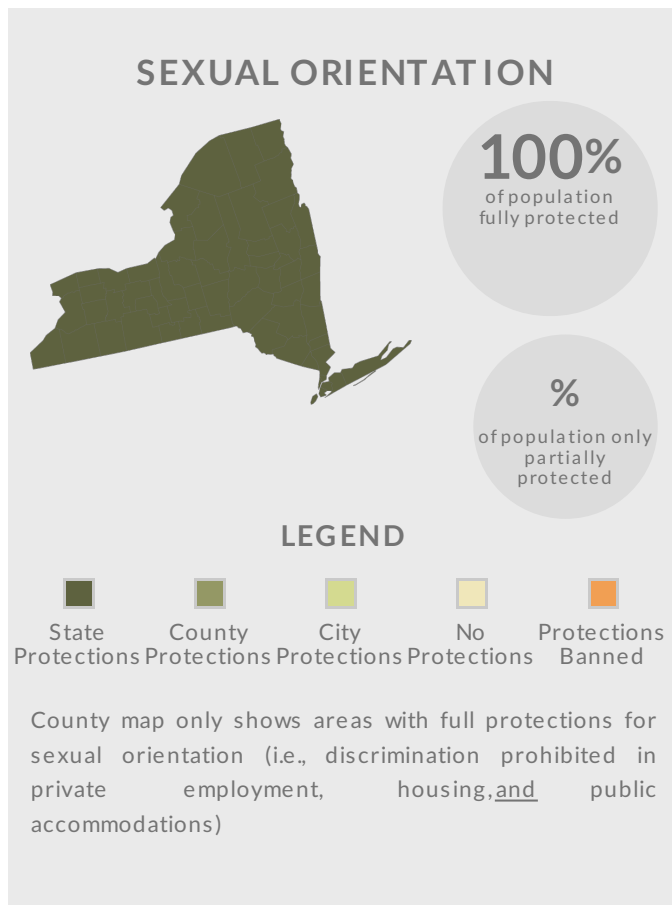 SEXUAL ORIENTATION
100%
of population
fully protected
%
of population only
partially
protected
LEGEND
State
Protections
County
Protections
City
Protections
No
Protections
Protections
Banned
County map only shows areas with full protections for
sexual orientation (i.e., discrimination prohibited in
private employment, housing, and public
accommodations)